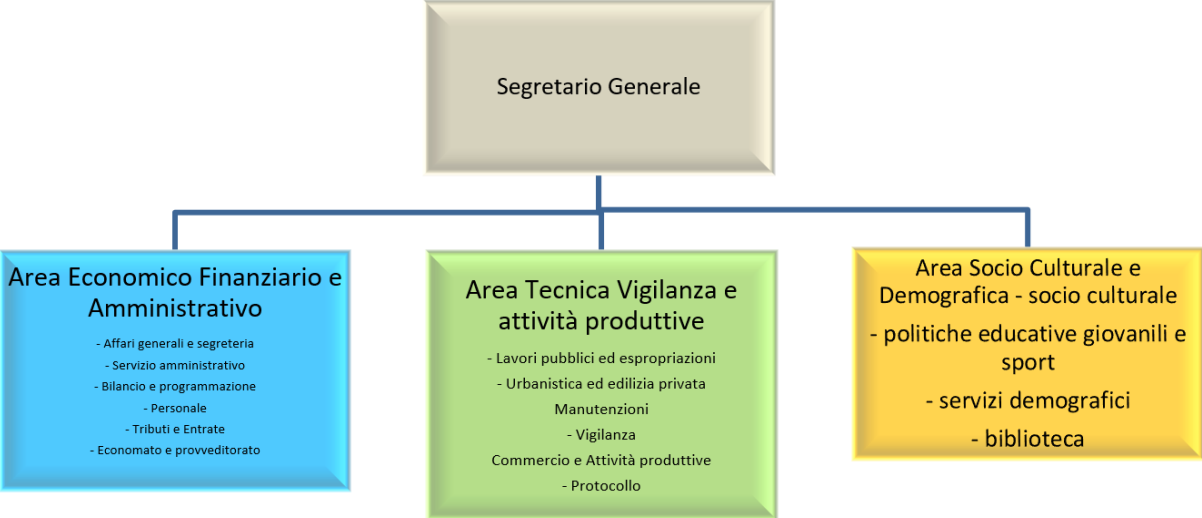 Segretario Generale
Area Economico Finanziario e
Amministrativo
- Affari generali e segreteria
- Servizio amministrativo
- Bilancio e programmazione
- Personale
- Tributi e Entrate
- Economato e provveditorato
Area Tecnica Vigilanza e
attività produttive
- Lavori pubblici ed espropriazioni
- Urbanistica ed edilizia privata
Manutenzioni
- Vigilanza
Commercio e Attività produttive
- Protocollo
Area Socio Culturale e
Demografica - socio culturale
- politiche educative giovanili e
sport
- servizi demografici
- biblioteca